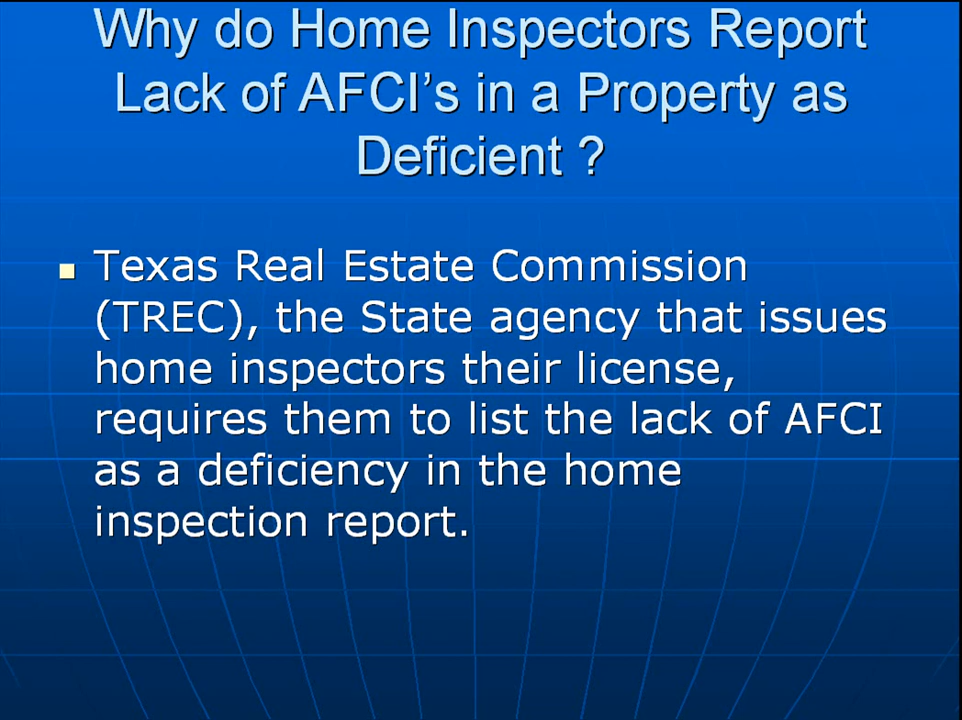 Why do Home Inspectors Report
Lack of AFCI's in a Property as
Deficient ?
Texas Real Estate Commission
(TREC), the State agency that issues
home inspectors their license,
requires them to list the lack of AFCI
as a deficiency in the home
inspection report.